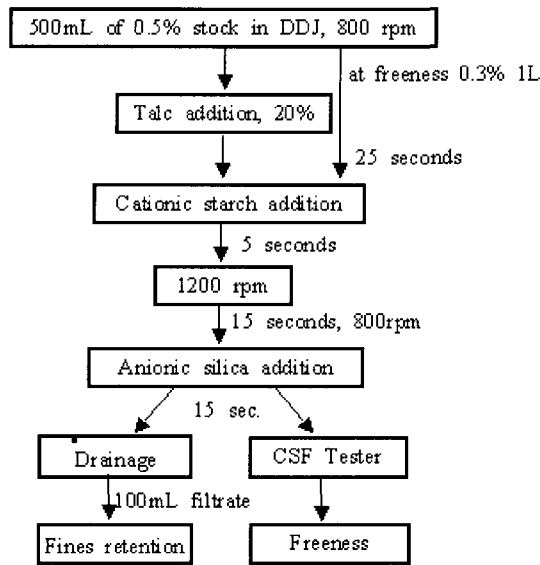 500mL of 0.5% stock in DDJ, 800 rpm
at freeness 0.3% 1L
Talc addition, 20%
25 seconds
Cationic starch addition
5 seconds
1200 rpm
15 seconds, 800rpm
Anionic silica addition
15 sec.
Drainage
CSF Tester
100mL filtrate
Fines retention
Freeness